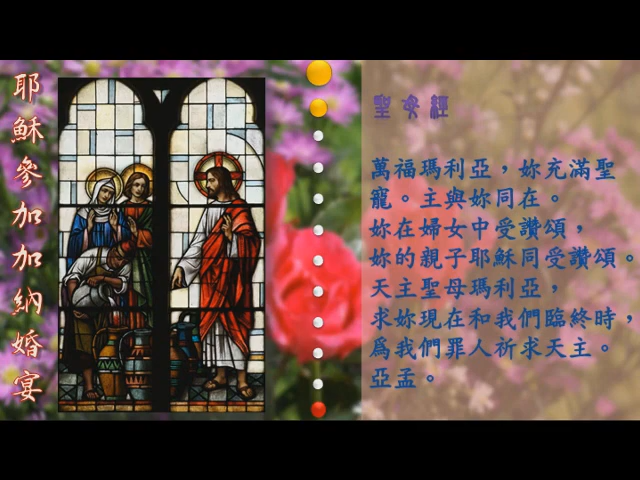 耶穌參加加納婚宴
聖母經
萬福瑪利亞，妳充滿聖
寵。主與妳同在。
妳在婦女中受讚頌，
妳的親子耶穌同受讚頌。
天主聖母瑪利亞，
求妳現在和我們臨終時，
為我們罪人祈求天主。
亞孟。